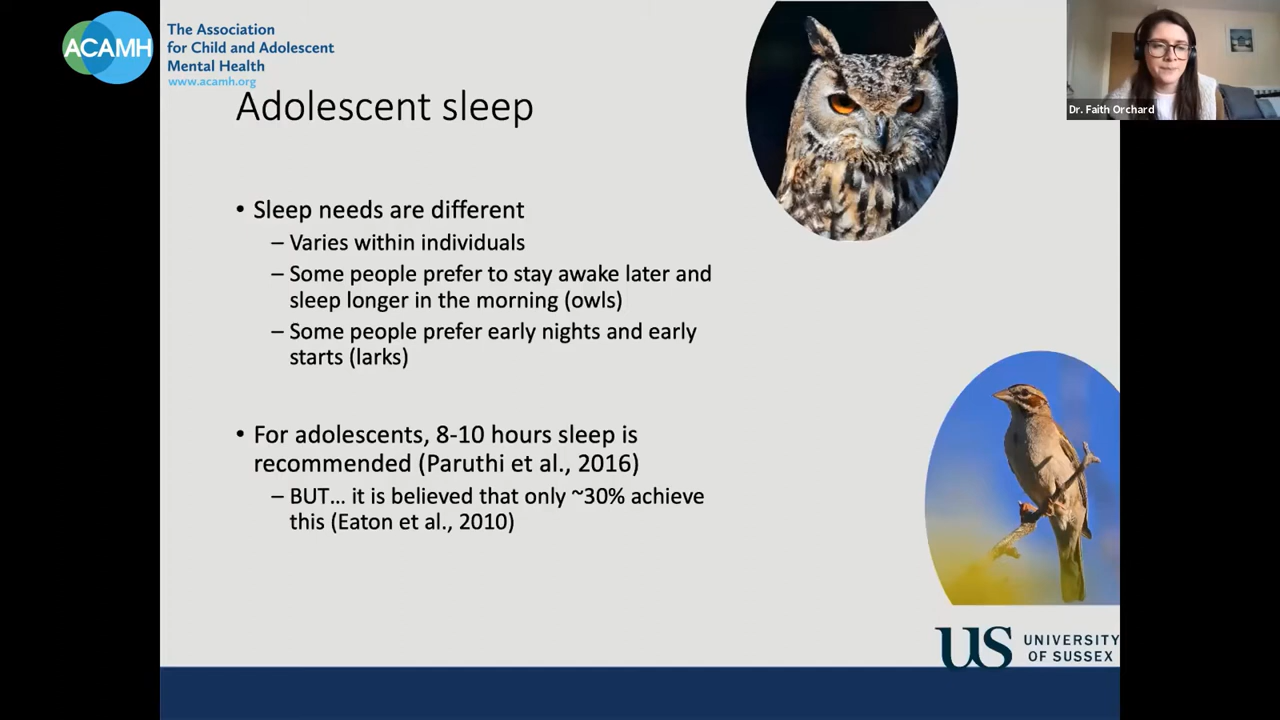 ACAMH
The Association
for Child and Adolescent
Mental Health
www.acamh.org
Dr. Faith Orchard
Adolescent sleep
• Sleep needs are different
– Varies within individuals
– Some people prefer to stay awake later and
sleep longer in the morning (owls)
– Some people prefer early nights and early
starts (larks)
• For adolescents, 8-10 hours sleep is
recommended (Paruthi et al., 2016)
– BUT... it is believed that only ~30% achieve
this (Eaton et al., 2010)
US UNIVERSITY
OF SUSSEX